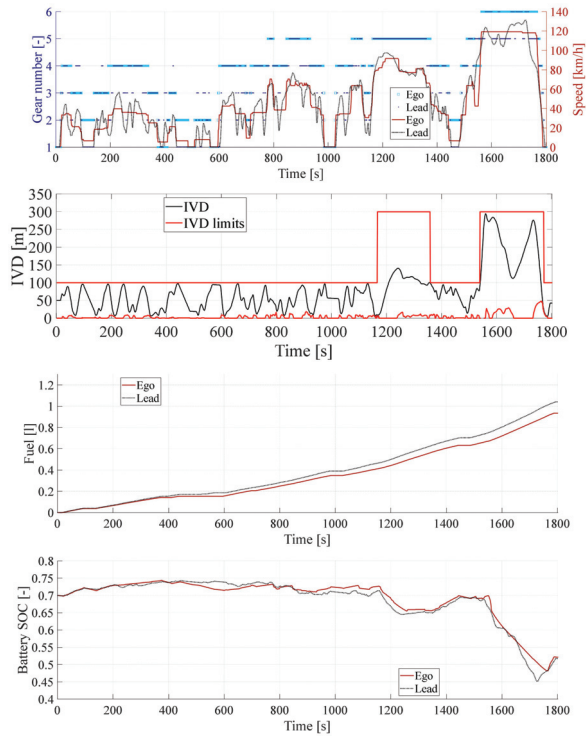 6
5
4
3
2
1
Gear number [-]
140
120
100
80
60
40
20
0
Speed [km/h]
Ego
Lead
Ego
Lead
0 200 400 600 800 1000 1200 1400 1600 1800
Time [s]
350
300
250
200
150
100
50
0
IVD [m]
IVD
IVD limits
0 200 400 600 800 1000 1200 1400 1600 1800
Time [s]
1.2
1
0.8
0.6
0.4
0.2
0
Fuel [l]
Ego
Lead
0 200 400 600 800 1000 1200 1400 1600 1800
Time [s]
0.8
0.75
0.7
0.65
0.6
0.55
0.5
0.45
0.4
Battery SOC [-]
Ego
Lead
0 200 400 600 800 1000 1200 1400 1600 1800
Time [s]